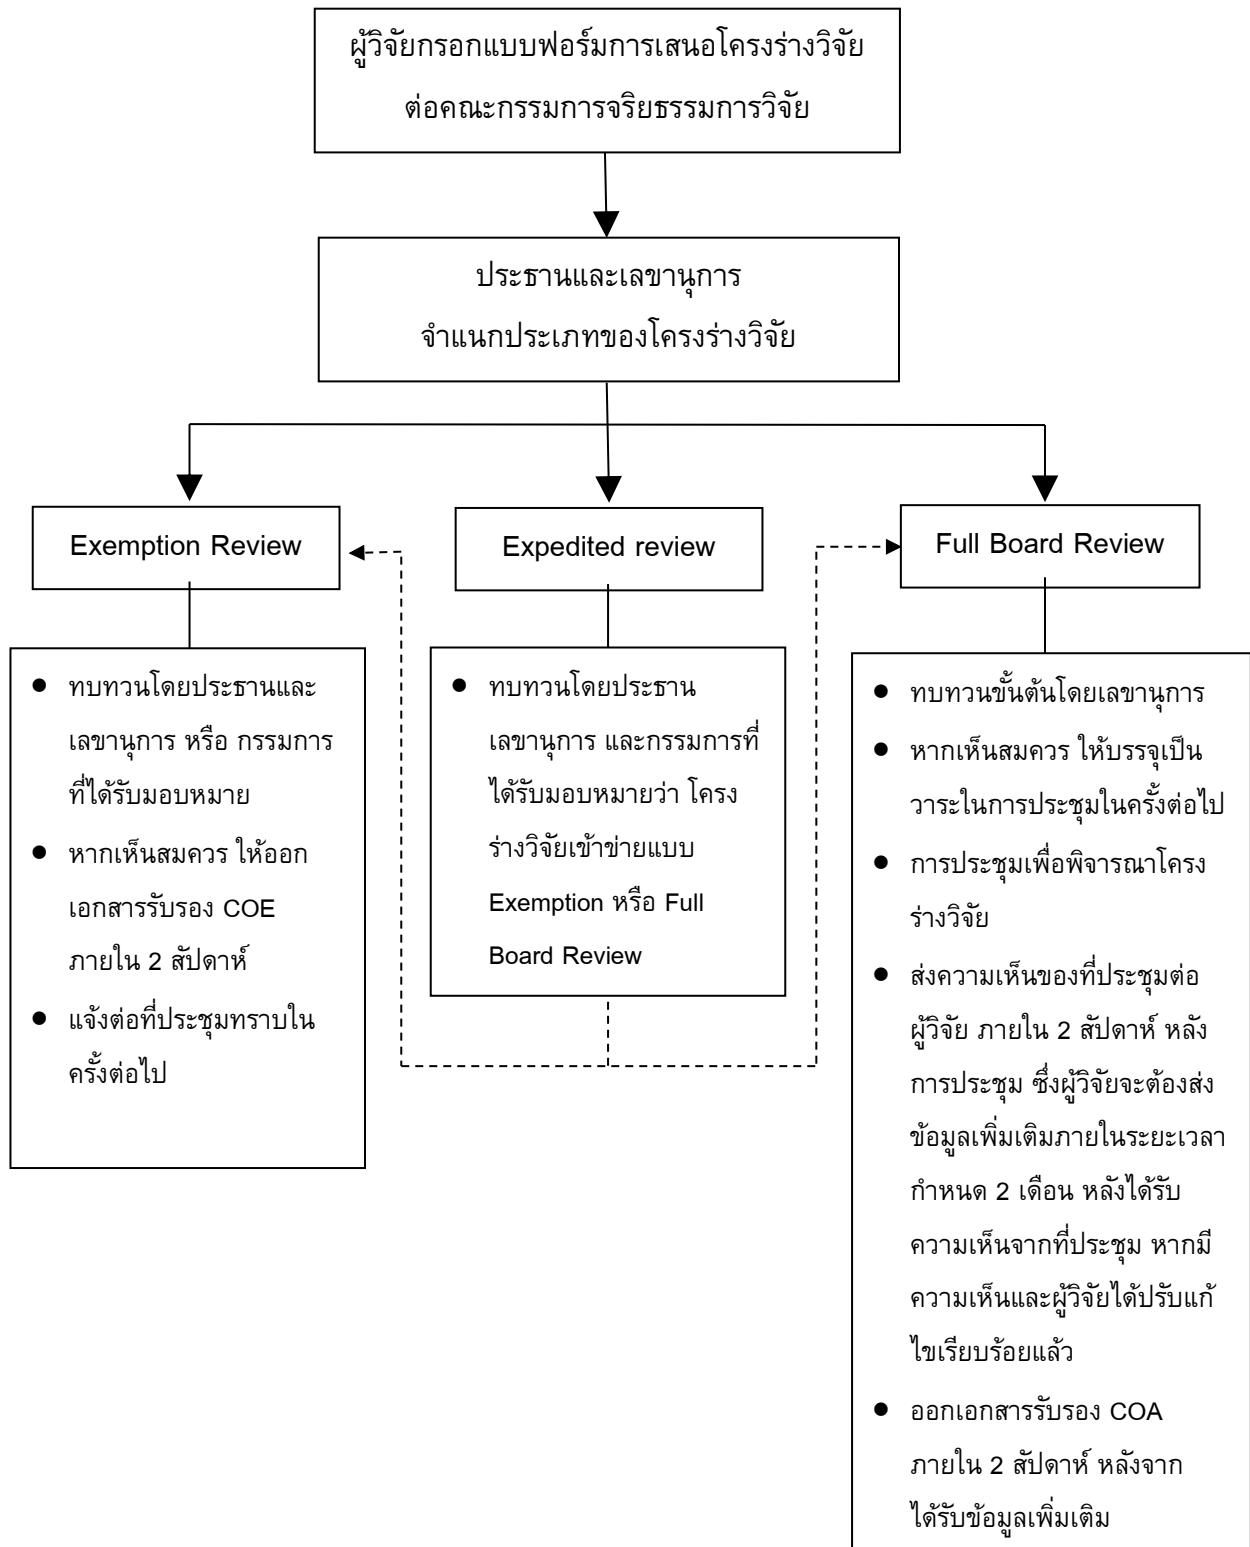 ผู้วิจัยกรอกแบบฟอร์มการเสนอโครงร่างวิจัย
ต่อคณะกรรมการจริยธรรมการวิจัย
ประธานและเลขานุการ
จำแนกประเภทของโครงร่างวิจัย
Exemption Review
Expedited review
Full Board Review
● ทบทวนโดยประธานและ
เลขานุการ หรือ กรรมการ
ที่ได้รับมอบหมาย
● หากเห็นสมควร ให้ออก
เอกสารรับรอง COE
ภายใน 2 สัปดาห์
● แจ้งต่อที่ประชุมทราบใน
ครั้งต่อไป
● ทบทวนโดยประธาน
เลขานุการ และกรรมการที่
ได้รับมอบหมายว่า โครง
ร่างวิจัยเข้าข่ายแบบ
Exemption หรือ Full
Board Review
● ทบทวนขั้นต้นโดยเลขานุการ
● หากเห็นสมควร ให้บรรจุเป็น
วาระในการประชุมในครั้งต่อไป
● การประชุมเพื่อพิจารณาโครง
ร่างวิจัย
● ส่งความเห็นของที่ประชุมต่อ
ผู้วิจัย ภายใน 2 สัปดาห์ หลัง
การประชุม ซึ่งผู้วิจัยจะต้องส่ง
ข้อมูลเพิ่มเติมภายในระยะเวลา
กำหนด 2 เดือน หลังได้รับ
ความเห็นจากที่ประชุม หากมี
ความเห็นและผู้วิจัยได้ปรับแก้
ไขเรียบร้อยแล้ว
● ออกเอกสารรับรอง COA
ภายใน 2 สัปดาห์ หลังจาก
ได้รับข้อมูลเพิ่มเติม